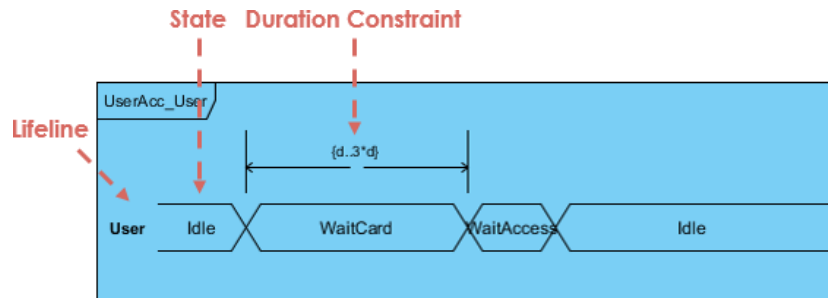 State Duration Constraint
UserAcc_User
Lifeline
{d..3*d}
User Idle WaitCard WaitAccess Idle